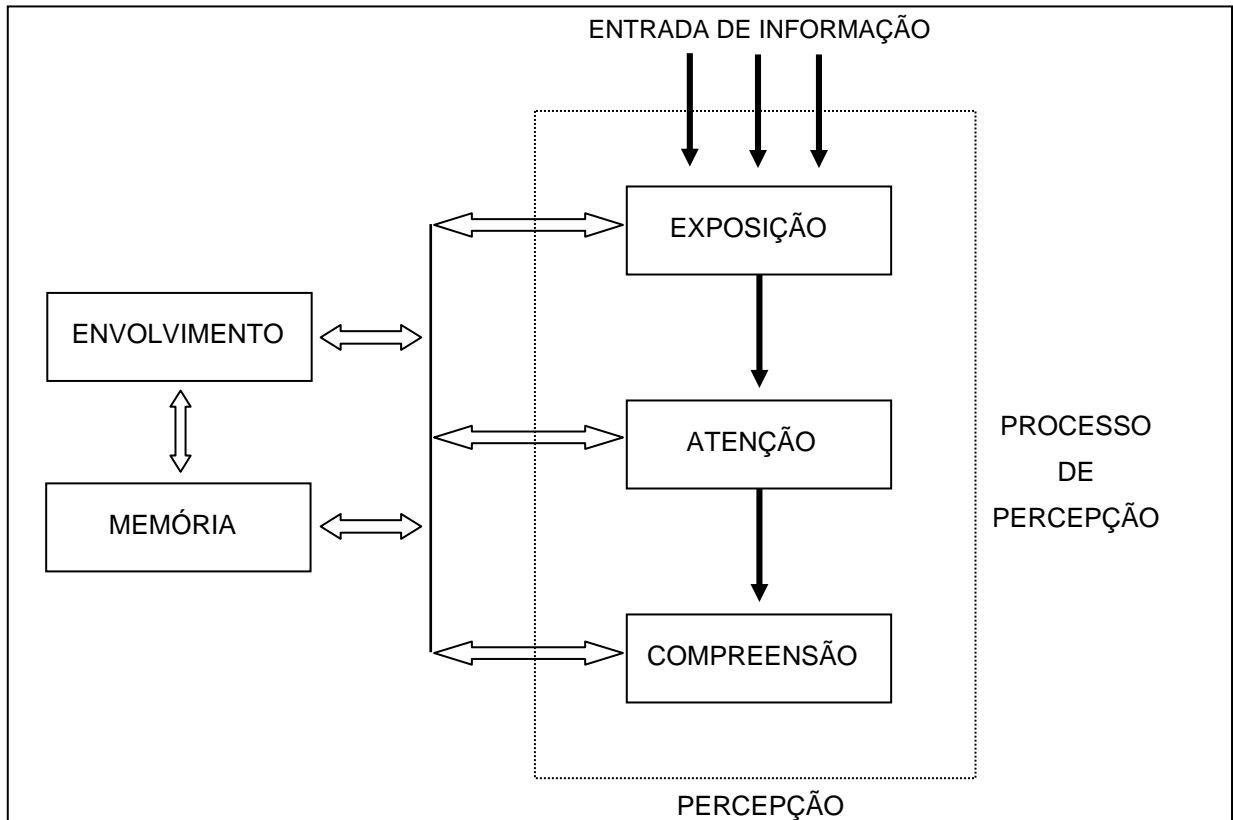 ENTRADA DE INFORMAÇÃO
EXPOSIÇÃO
ENVOLVIMENTO
ATENÇÃO
MEMÓRIA
COMPREENSÃO
PROCESSO
DE
PERCEPÇÃO
PERCEPÇÃO